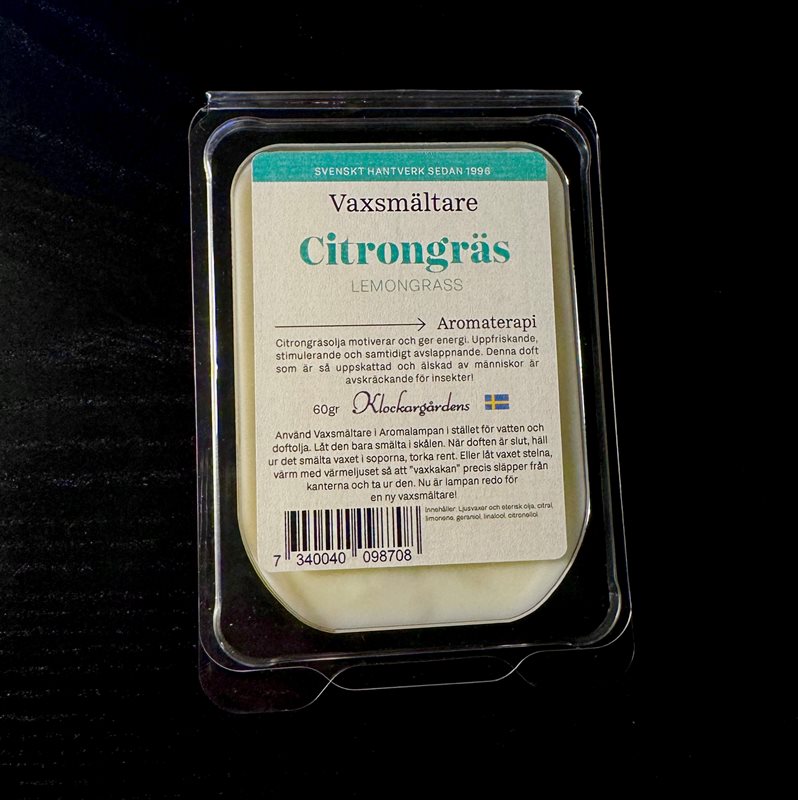 SVENSKT HANTVERK SEDAN 1996
Vaxsmältare
Citrongräs
LEMONGRASS
Aromaterapi
Citrongräsolja motiverar och ger energi. Uppfriskande,
stimulerande och samtidigt avslappnande. Denna doft
som är så uppskattad och älskad av människor är
avskräckande för insekter!
60gr Klockargårdens
Använd Vaxsmältare i Aromalampan i stället för vatten och
doftolja. Låt den bara smälta i skålen. När doften är slut, häll
ur det smälta vaxet i soporna, torka rent. Eller låt vaxet stelna,
värm med värmeljuset så att "vaxkakan" precis släpper från
kanterna och ta ur den. Nu är lampan redo för
en ny vaxsmältare!
Innehåller: Ljusvaxer och eterisk olja, citral,
limonene, geraniol, linalool, citronellol.
7 340040 098708